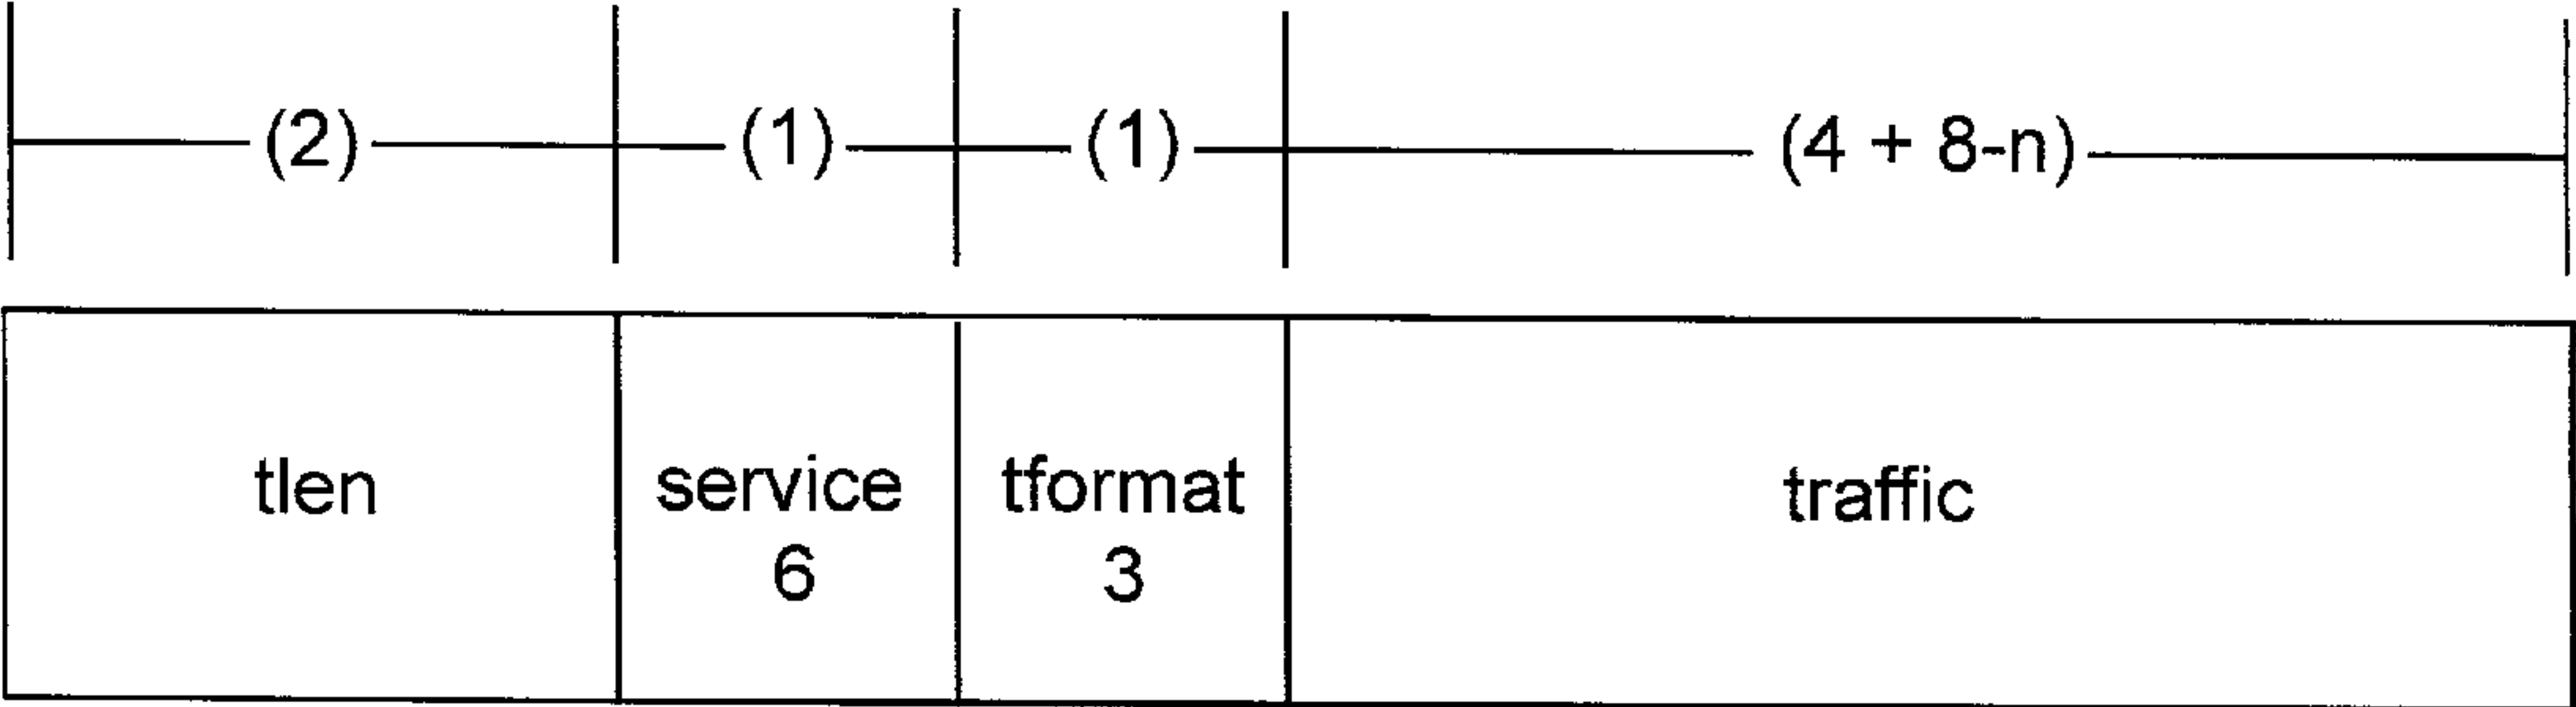 (2) (1) (1) (4 + 8-n)
tlen service tformat traffic
6 3